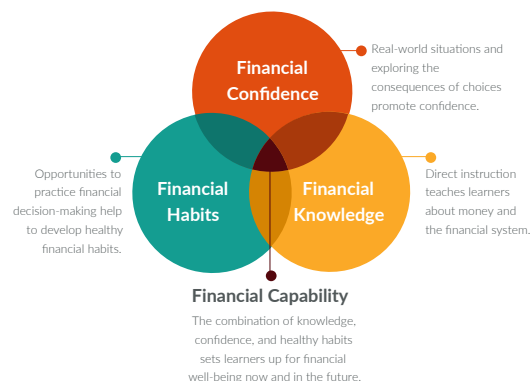 Financial
Confidence
Real-world situations and
exploring the
consequences of choices
promote confidence.
Opportunities to
practice financial
decision-making help
to develop healthy
financial habits.
Financial
Habits
Financial
Knowledge
Direct instruction
teaches learners
about money and
the financial system.
Financial Capability
The combination of knowledge,
confidence, and healthy habits
sets learners up for financial
well-being now and in the future.